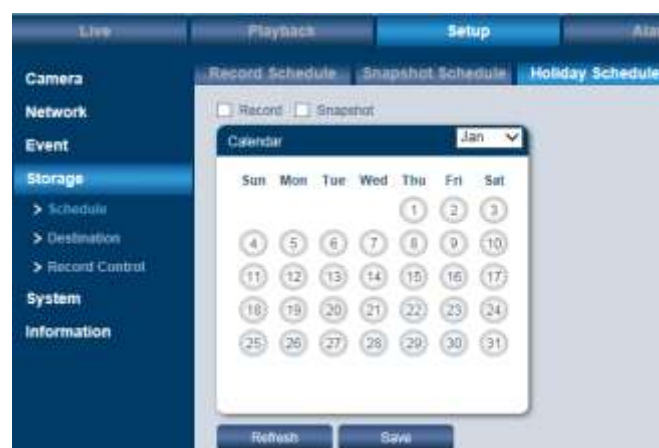 Live Playback Setup Ala
Record Schedule Snapshot Schedule Holiday Schedule
Camera
Network
Event
Storage
> Schedule
> Destination
> Record Control
System
Information
Record Snapshot
Calendar Jan
Sun Mon Tue Wed Thu Fri Sat
1 2 3
4 5 6 7 8 9 10
11 12 13 14 15 16 17
18 19 20 21 22 23 24
25 26 27 28 29 30 31
Refresh Save